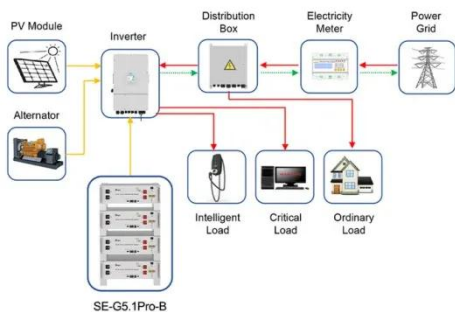 PV Module
Inverter
Distribution
Box
Electricity
Meter
Power
Grid
Alternator
Intelligent
Load
Critical
Load
Ordinary
Load
SE-G5.1Pro-B